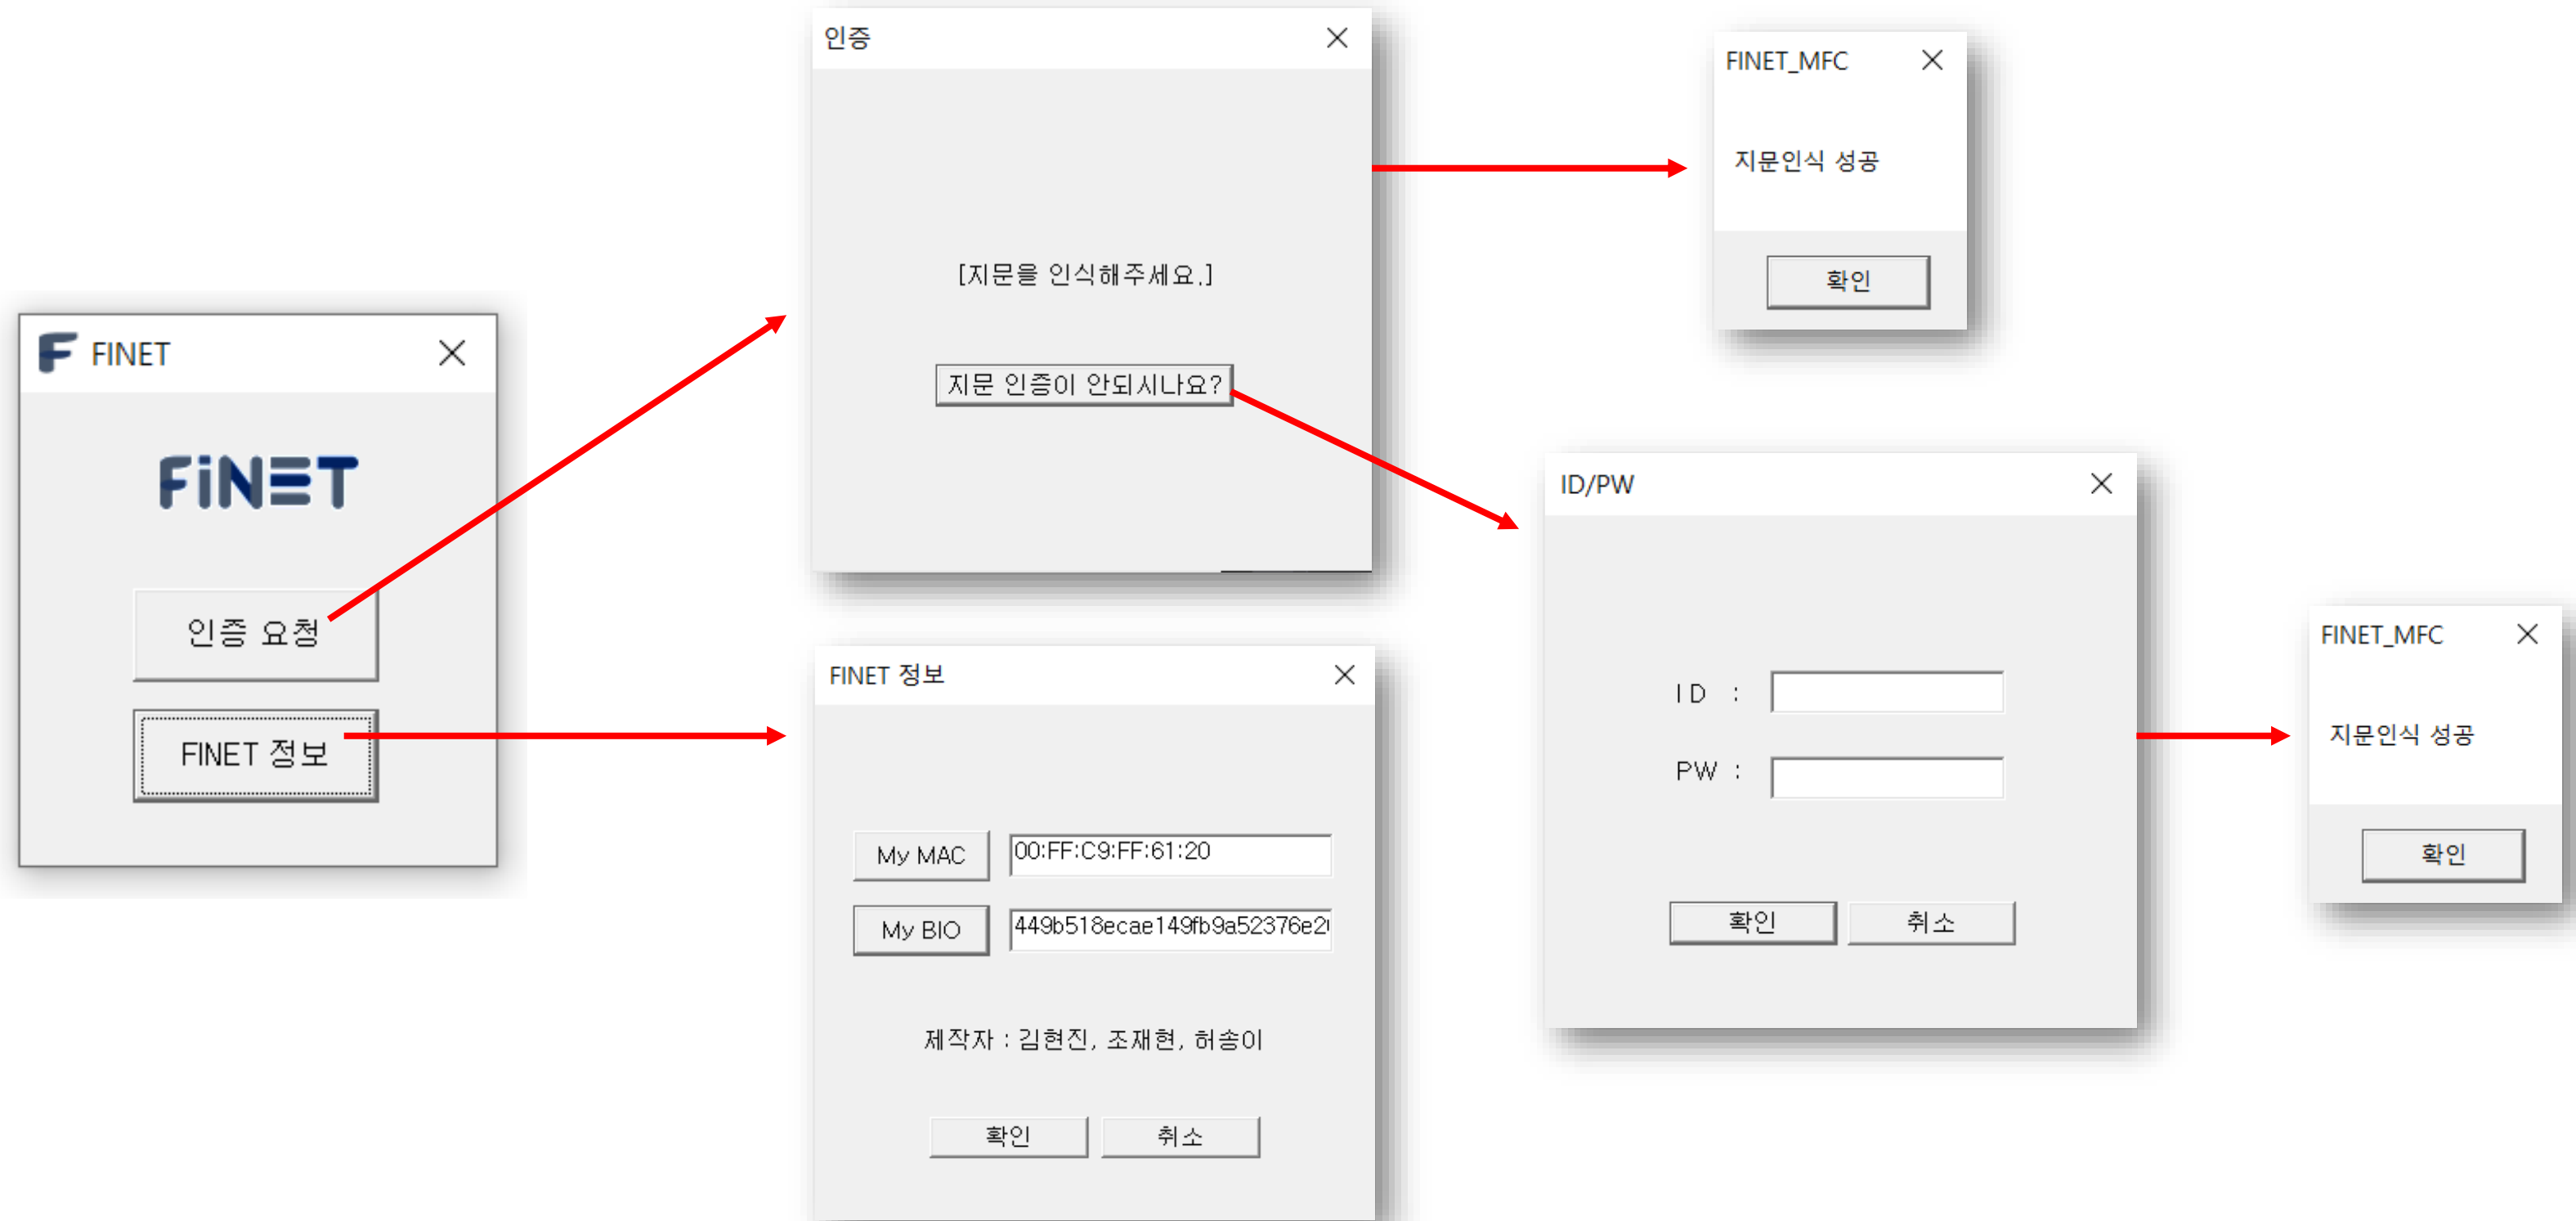 FINET
FiNET
인증 요청
FINET 정보
인증
[지문을 인식해주세요.]
지문 인증이 안되시나요?
FINET_MFC
지문인식 성공
확인
FINET 정보
My MAC 00:FF:C9:FF:61:20
My BIO 449b518ecae149fb9a52376e2
제작자 : 김현진, 조재현, 허송이
확인 취소
ID/PW
ID :
PW :
확인 취소
FINET_MFC
지문인식 성공
확인